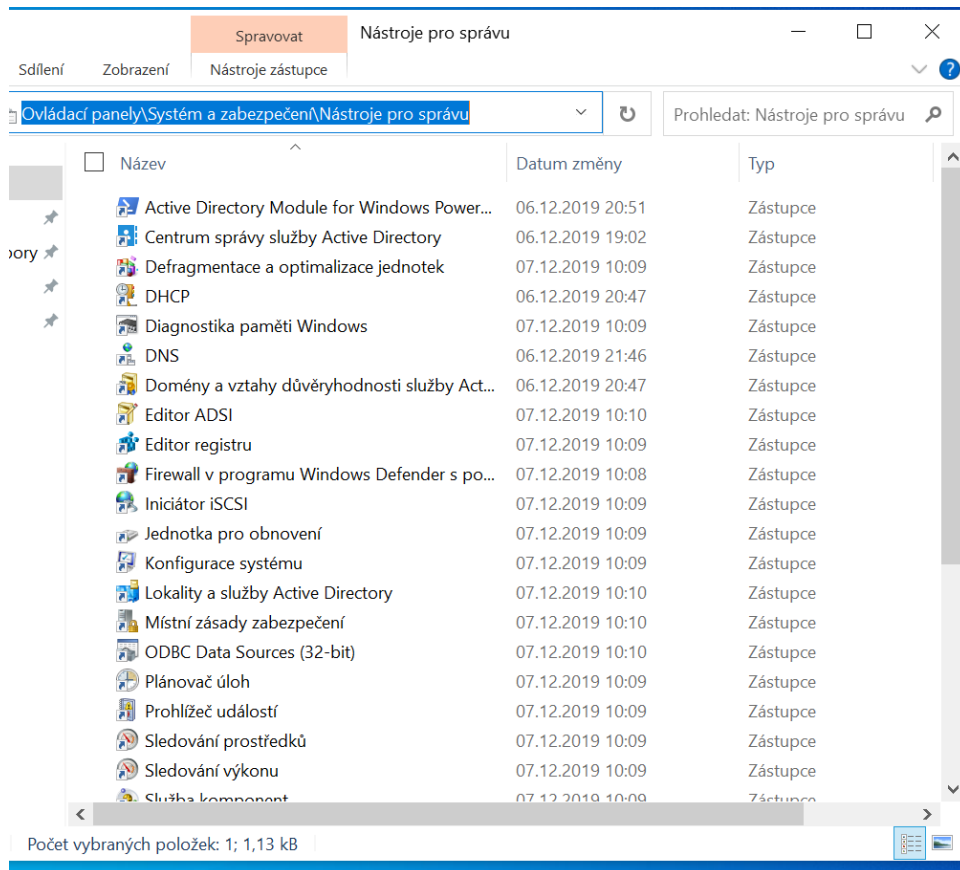 Spravovat Nástroje pro správu
Sdílení Zobrazení Nástroje zástupce
Ovládací panely\Systém a zabezpečení\Nástroje pro správu Prohledat: Nástroje pro správu
Název Datum změny Typ
Active Directory Module for Windows Power... 06.12.2019 20:51 Zástupce
Centrum správy služby Active Directory 06.12.2019 19:02 Zástupce
Defragmentace a optimalizace jednotek 07.12.2019 10:09 Zástupce
DHCP 06.12.2019 20:47 Zástupce
Diagnostika paměti Windows 07.12.2019 10:09 Zástupce
DNS 06.12.2019 21:46 Zástupce
Domény a vztahy důvěryhodnosti služby Act... 06.12.2019 20:47 Zástupce
Editor ADSI 07.12.2019 10:10 Zástupce
Editor registru 07.12.2019 10:09 Zástupce
Firewall v programu Windows Defender s po... 07.12.2019 10:08 Zástupce
Iniciátor iSCSI 07.12.2019 10:09 Zástupce
Jednotka pro obnovení 07.12.2019 10:09 Zástupce
Konfigurace systému 07.12.2019 10:09 Zástupce
Lokality a služby Active Directory 07.12.2019 10:10 Zástupce
Místní zásady zabezpečení 07.12.2019 10:10 Zástupce
ODBC Data Sources (32-bit) 07.12.2019 10:10 Zástupce
Plánovač úloh 07.12.2019 10:09 Zástupce
Prohlížeč událostí 07.12.2019 10:09 Zástupce
Sledování prostředků 07.12.2019 10:09 Zástupce
Sledování výkonu 07.12.2019 10:09 Zástupce
Služba komponent 07.12.2019 10:09 Zástupce
Počet vybraných položek: 1; 1,13 kB